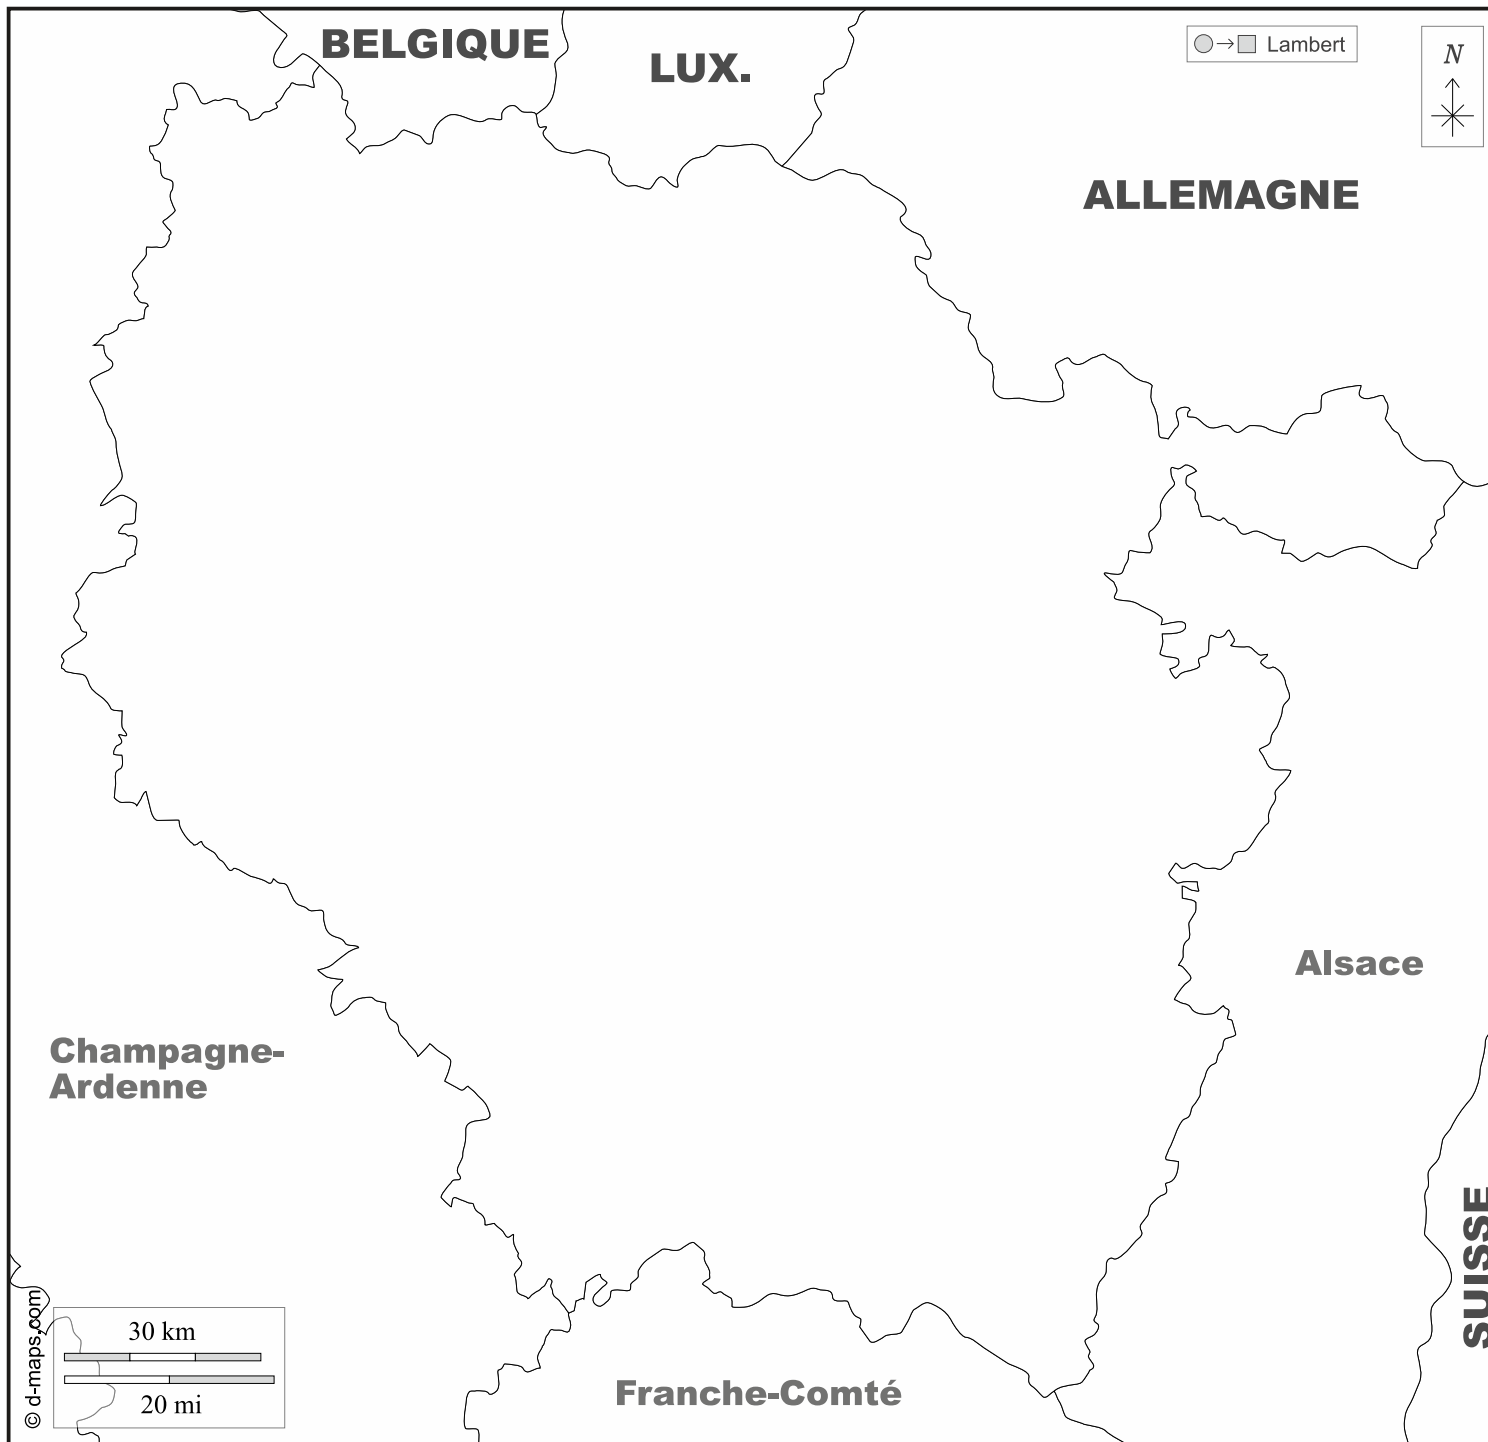 BELGIQUE
LUX.
Lambert
N
ALLEMAGNE
Alsace
Champagne-
Ardenne
SUISSE
Franche-Comté
30 km
20 mi
© d-maps.com